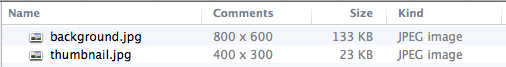 Name Comments Size Kind
background.jpg 800 x 600 133 KB JPEG image
thumbnail.jpg 400 x 300 23 KB JPEG image